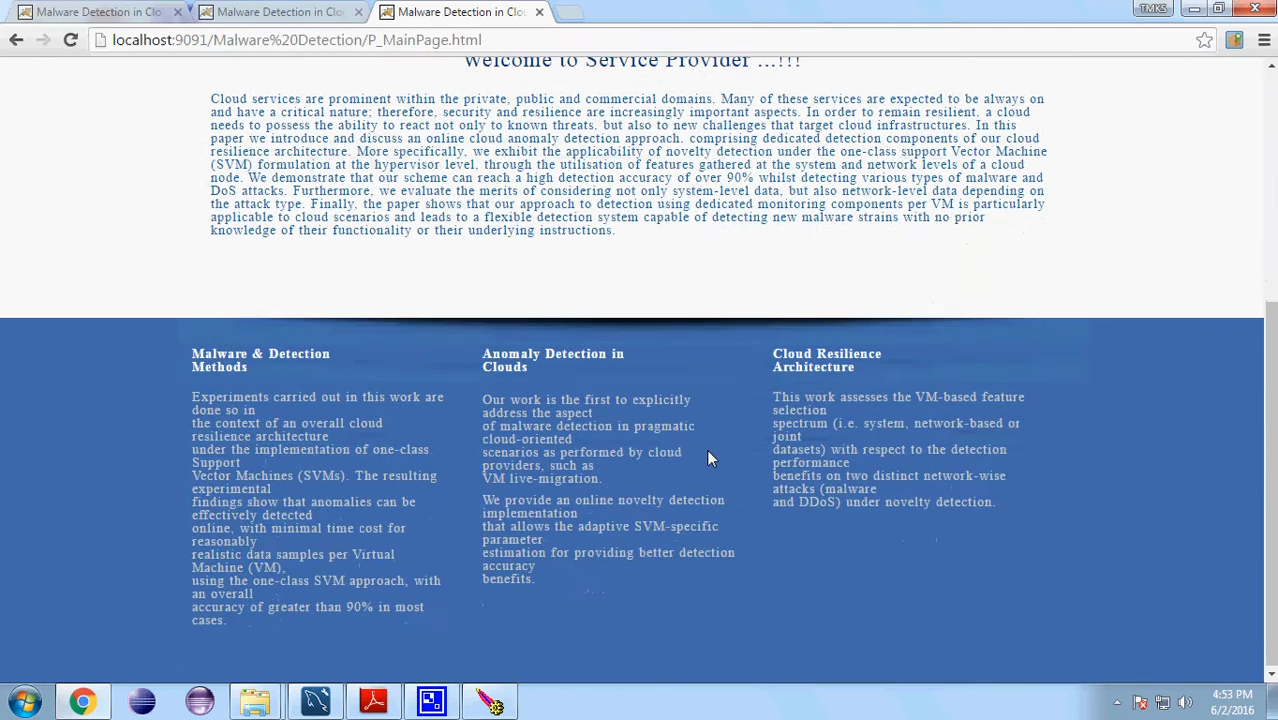 Malware Detection in Clo
Malware Detection in Clo
Malware Detection in Clo
TMKS
localhost:9091/Malware%20Detection/P_MainPage.html
Welcome to Service Provider ...!!!
Cloud services are prominent within the private, public and commercial domains. Many of these services are expected to be always on
and have a critical nature; therefore, security and resilience are increasingly important aspects. In order to remain resilient, a cloud
needs to possess the ability to react not only to known threats, but also to new challenges that target cloud infrastructures. In this
paper we introduce and discuss an online cloud anomaly detection approach, comprising dedicated detection components of our cloud
resilience architecture. More specifically, we exhibit the applicability of novelty detection under the one-class support Vector Machine
(SVM) formulation at the hypervisor level, through the utilisation of features gathered at the system and network levels of a cloud
node. We demonstrate that our scheme can reach a high detection accuracy of over 90% whilst detecting various types of malware and
DoS attacks. Furthermore, we evaluate the merits of considering not only system-level data, but also network-level data depending on
the attack type. Finally, the paper shows that our approach to detection using dedicated monitoring components per VM is particularly
applicable to cloud scenarios and leads to a flexible detection system capable of detecting new malware strains with no prior
knowledge of their functionality or their underlying instructions.
Malware & Detection
Methods
Experiments carried out in this work are
done so in
the context of an overall cloud
resilience architecture
under the implementation of one-class
Support
Vector Machines (SVMs). The resulting
experimental
findings show that anomalies can be
effectively detected
online, with minimal time cost for
reasonably
realistic data samples per Virtual
Machine (VM),
using the one-class SVM approach, with
an overall
accuracy of greater than 90% in most
cases.
Anomaly Detection in
Clouds
Our work is the first to explicitly
address the aspect
of malware detection in pragmatic
cloud-oriented
scenarios as performed by cloud
providers, such as
VM live-migration.
We provide an online novelty detection
implementation
that allows the adaptive SVM-specific
parameter
estimation for providing better detection
accuracy
benefits.
Cloud Resilience
Architecture
This work assesses the VM-based feature
selection
spectrum (i.e. system, network-based or
joint
datasets) with respect to the detection
performance
benefits on two distinct network-wise
attacks (malware
and DDoS) under novelty detection.
4:53 PM
6/2/2016